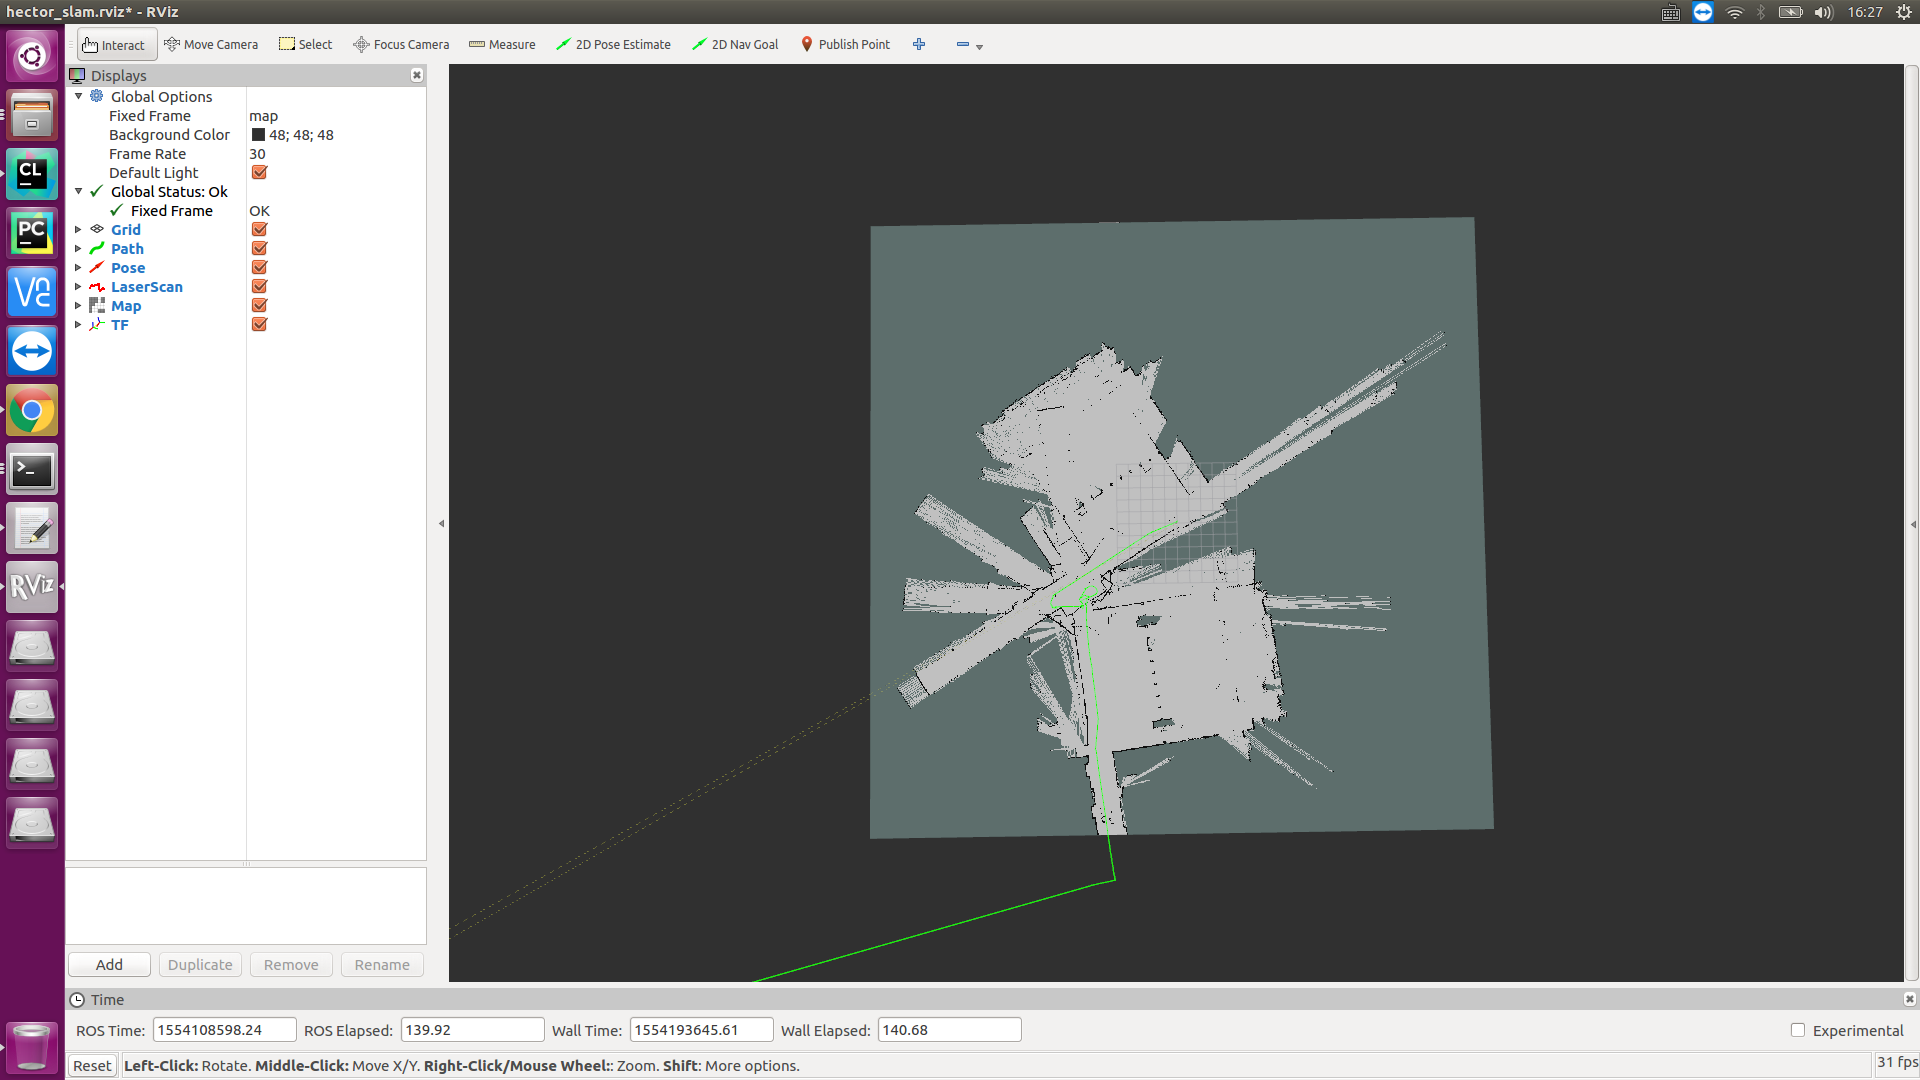 hector_slam.rviz* - RViz
16:27
Interact Move Camera Select Focus Camera Measure 2D Pose Estimate 2D Nav Goal Publish Point
Displays
Global Options
Fixed Frame map
Background Color 48; 48; 48
Frame Rate 30
Default Light
Global Status: Ok
Fixed Frame OK
Grid
Path
Pose
LaserScan
Map
TF
CL
PC
Vnc
>_
RViz
Add Duplicate Remove Rename
Time
ROS Time: 1554108598.24 ROS Elapsed: 139.92 Wall Time: 1554193645.61 Wall Elapsed: 140.68 Experimental
Reset Left-Click: Rotate. Middle-Click: Move X/Y. Right-Click/Mouse Wheel:: Zoom. Shift: More options. 31 fps